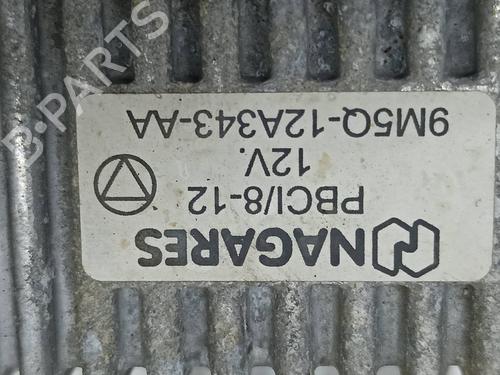 NAGARES
PBCI/8-12
12V.
9M5Q-12A343-AA
B-PARTS